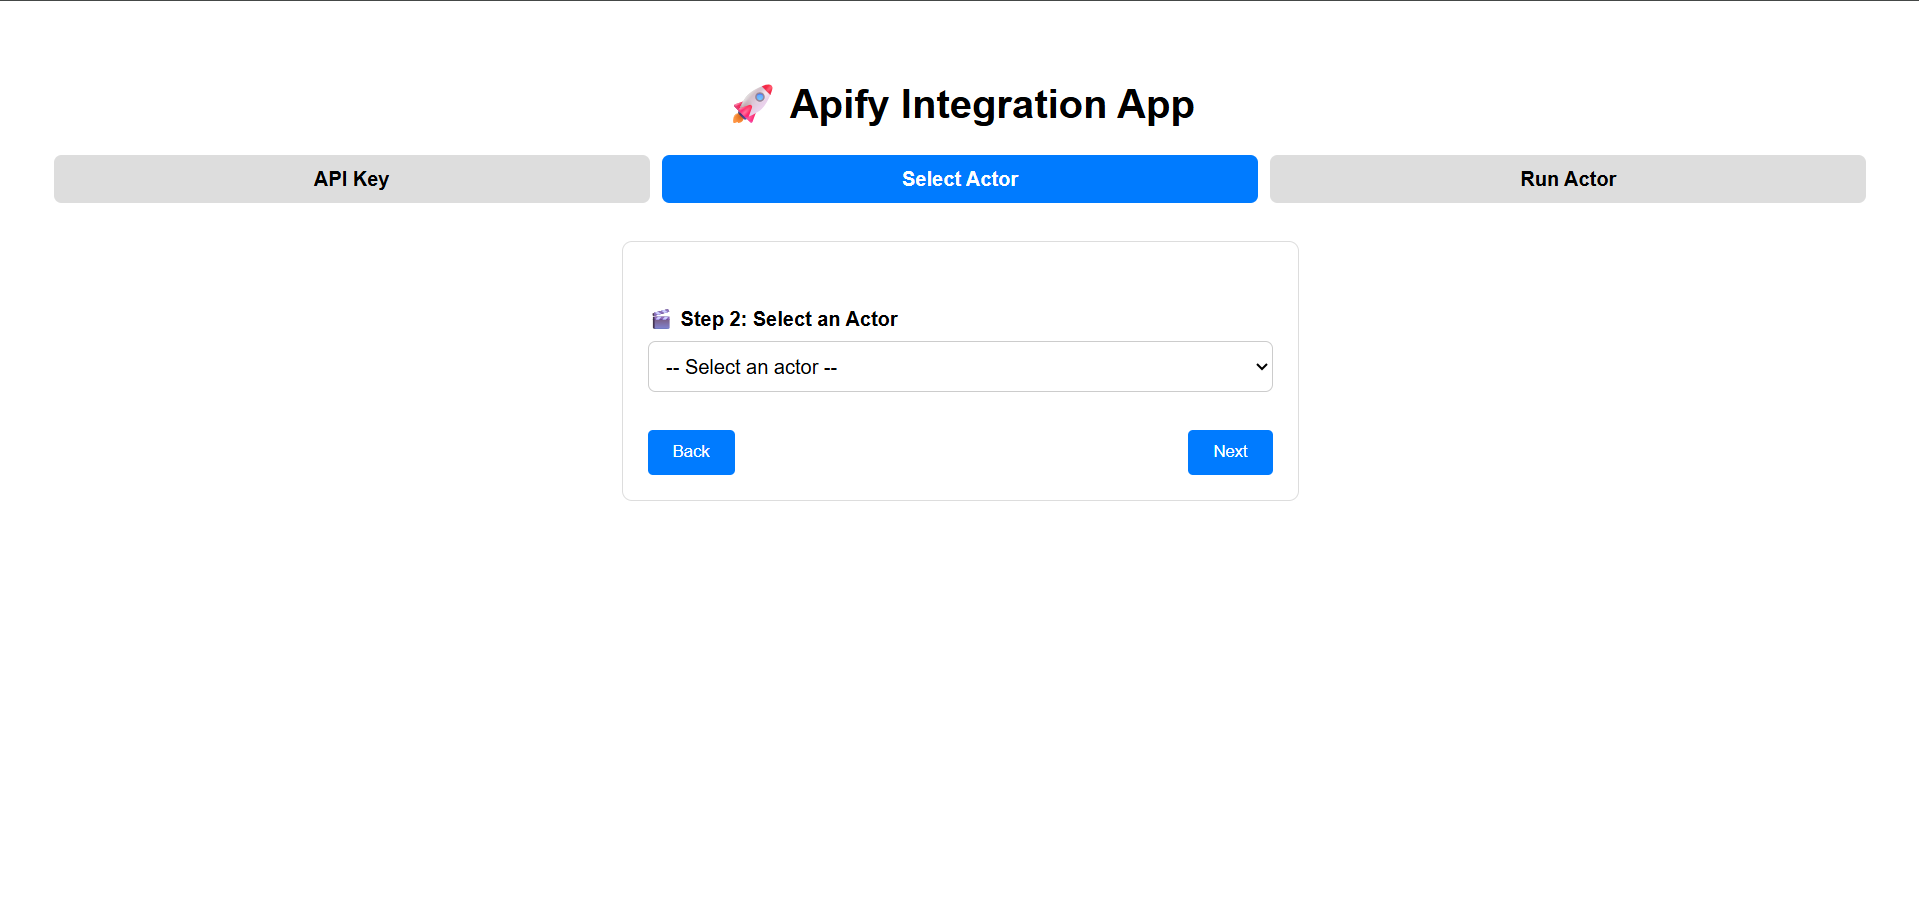 🚀 Apify Integration App
API Key
Select Actor
Run Actor
🎬 Step 2: Select an Actor
-- Select an actor --
Back
Next